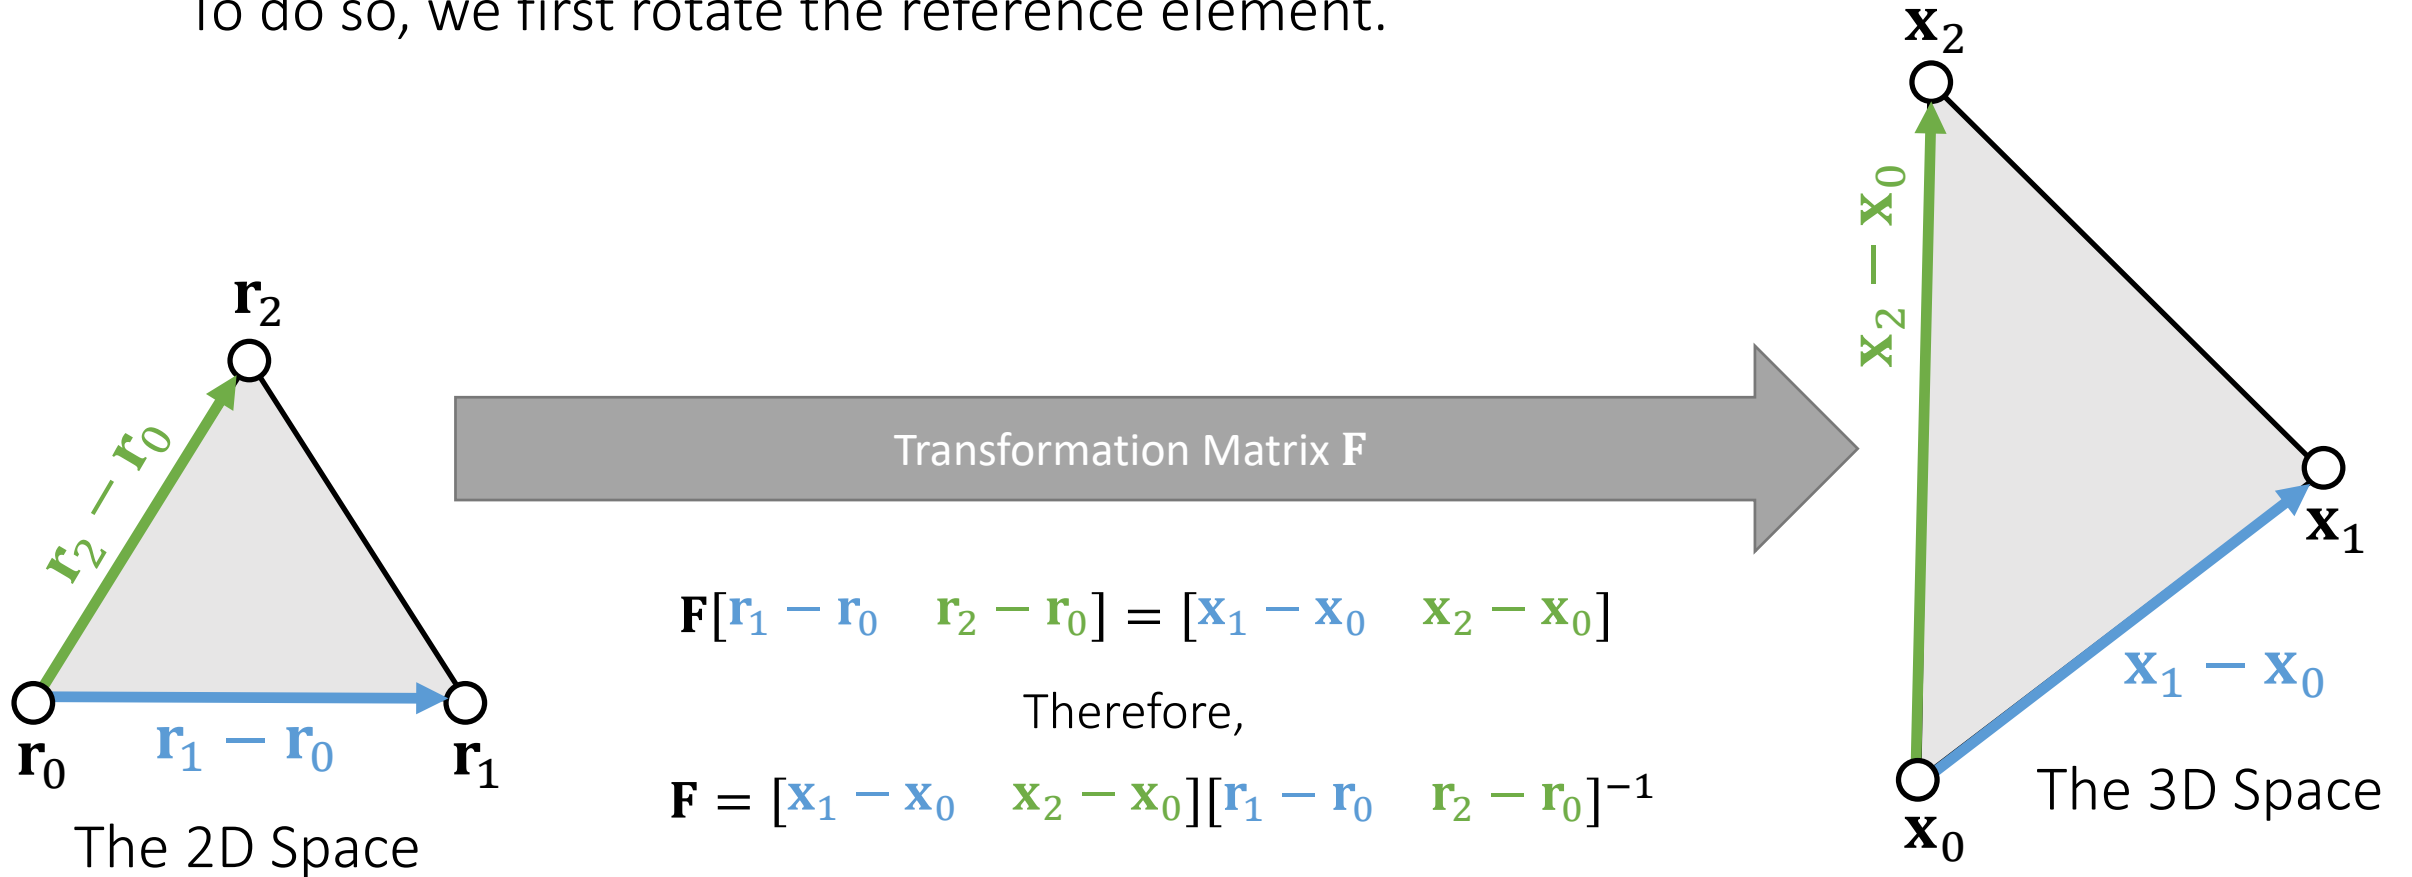 To do so, we first rotate the reference element.
x₂
x₂ − x₀
r₂
r₂ − r₀
Transformation Matrix F
x₁
F[r₁ − r₀ r₂ − r₀] = [x₁ − x₀ x₂ − x₀]
x₁ − x₀
Therefore,
r₀
r₁ − r₀
r₁
F = [x₁ − x₀ x₂ − x₀][r₁ − r₀ r₂ − r₀]⁻¹
The 3D Space
x₀
The 2D Space